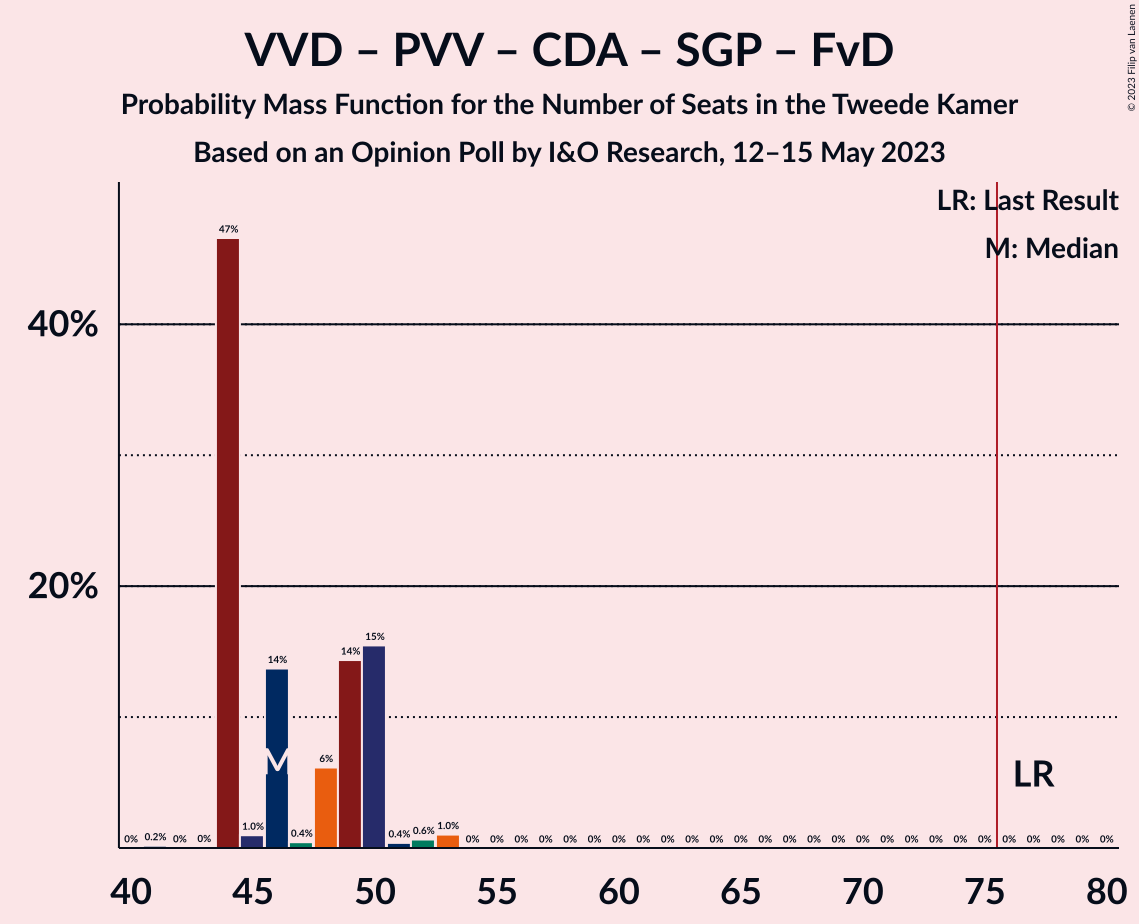 VVD – PVV – CDA – SGP – FvD
Probability Mass Function for the Number of Seats in the Tweede Kamer
Based on an Opinion Poll by I&O Research, 12–15 May 2023
© 2023 Filip van Laenen
LR: Last Result
M: Median
47%
40%
20%
15%
14% 14%
M
6%
LR
0% 0.2% 0% 0% 1.0% 0.4% 0.4% 0.6% 1.0% 0% 0% 0% 0% 0% 0% 0% 0% 0% 0% 0% 0% 0% 0% 0% 0% 0% 0% 0% 0% 0% 0% 0% 0% 0% 0% 0%
40 45 50 55 60 65 70 75 80